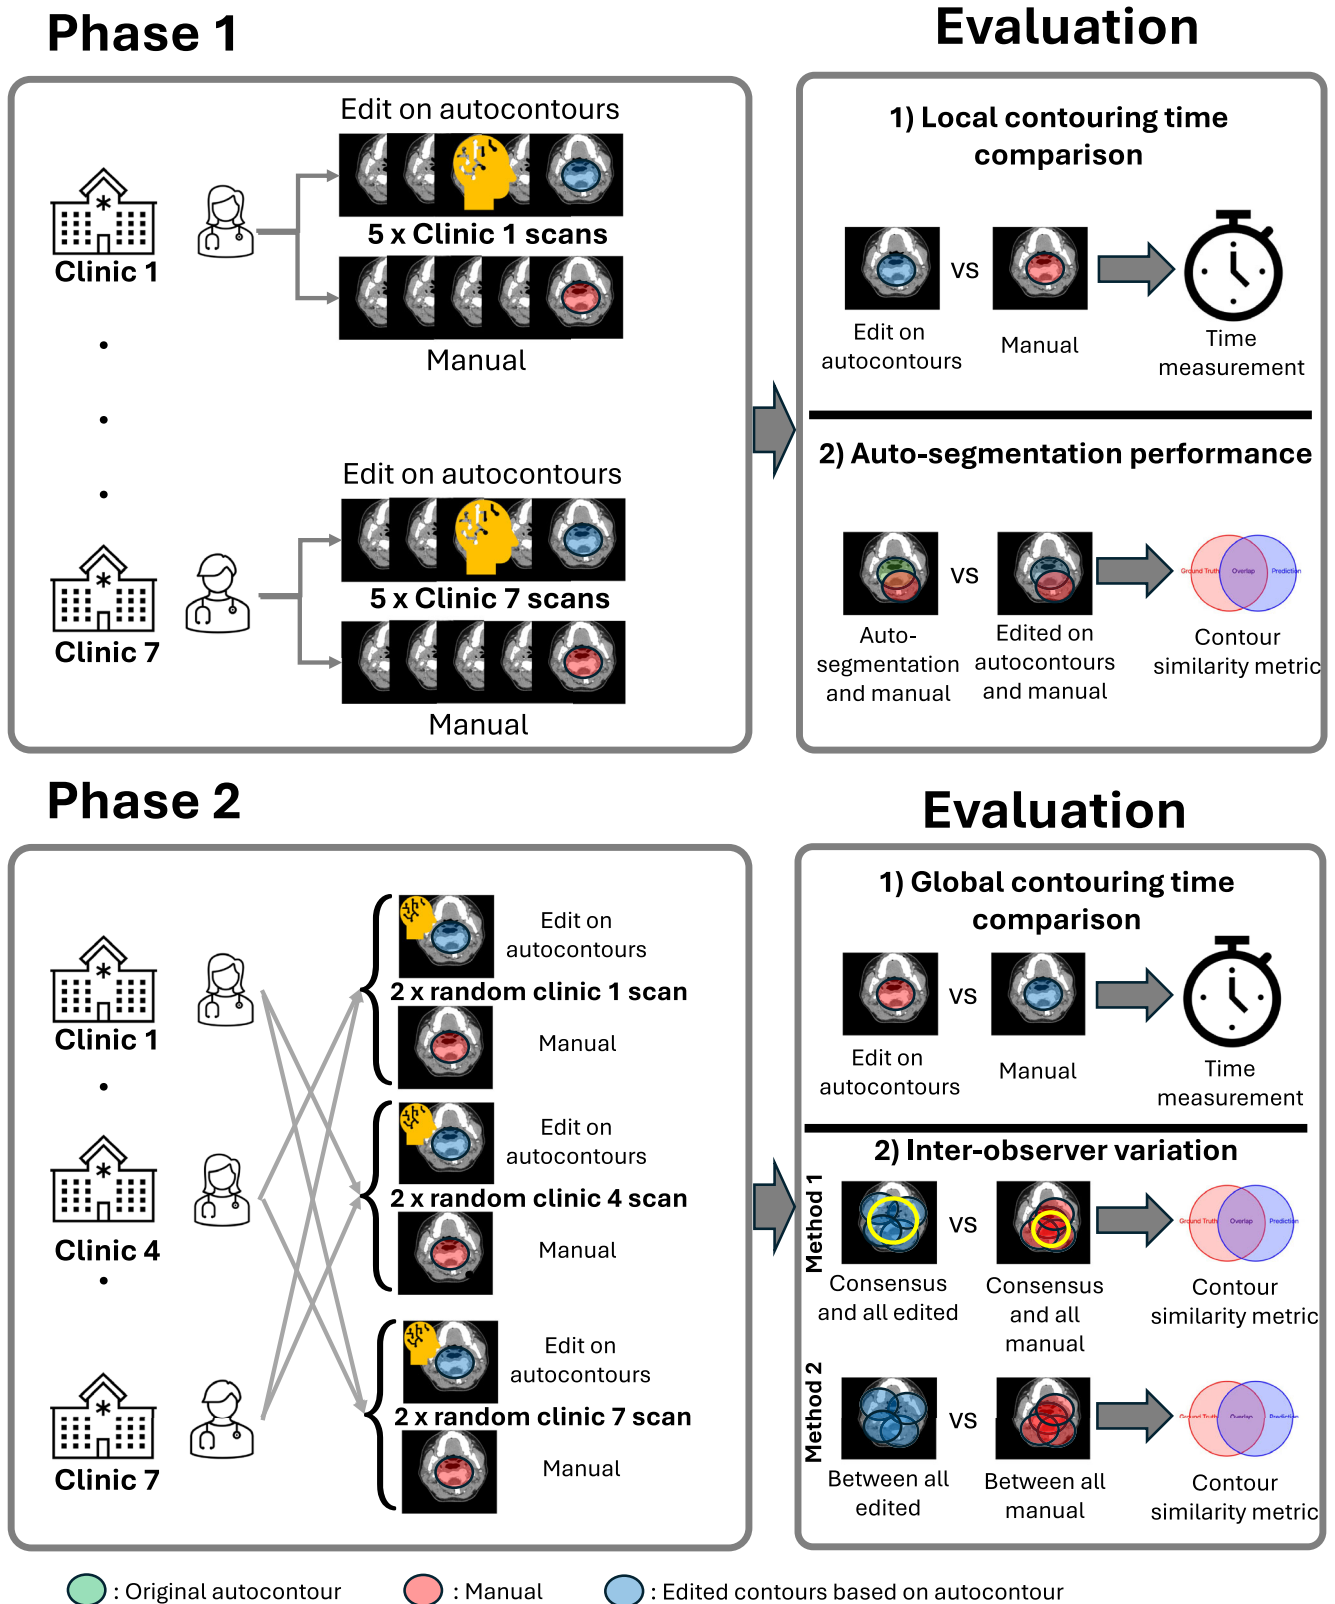 Phase 1
Edit on autocontours
5 x Clinic 1 scans
Clinic 1
Manual
Edit on autocontours
5 x Clinic 7 scans
Clinic 7
Manual
Evaluation
1) Local contouring time
comparison
vs
Edit on
autocontours
Manual
Time
measurement
2) Auto-segmentation performance
vs
Ground Truth
Overlap
Prediction
Auto-
segmentation
and manual
Edited on
autocontours
and manual
Contour
similarity metric
Phase 2
Clinic 1
Clinic 4
Clinic 7
Edit on
autocontours
2 x random clinic 1 scan
Manual
Edit on
autocontours
2 x random clinic 4 scan
Manual
Edit on
autocontours
2 x random clinic 7 scan
Manual
Evaluation
1) Global contouring time
comparison
vs
Edit on
autocontours
Manual
Time
measurement
2) Inter-observer variation
Method 1
vs
Ground Truth
Overlap
Prediction
Consensus
and all edited
Consensus
and all
manual
Contour
similarity metric
Method 2
vs
Ground Truth
Overlap
Prediction
Between all
edited
Between all
manual
Contour
similarity metric
: Original autocontour
: Manual
: Edited contours based on autocontour